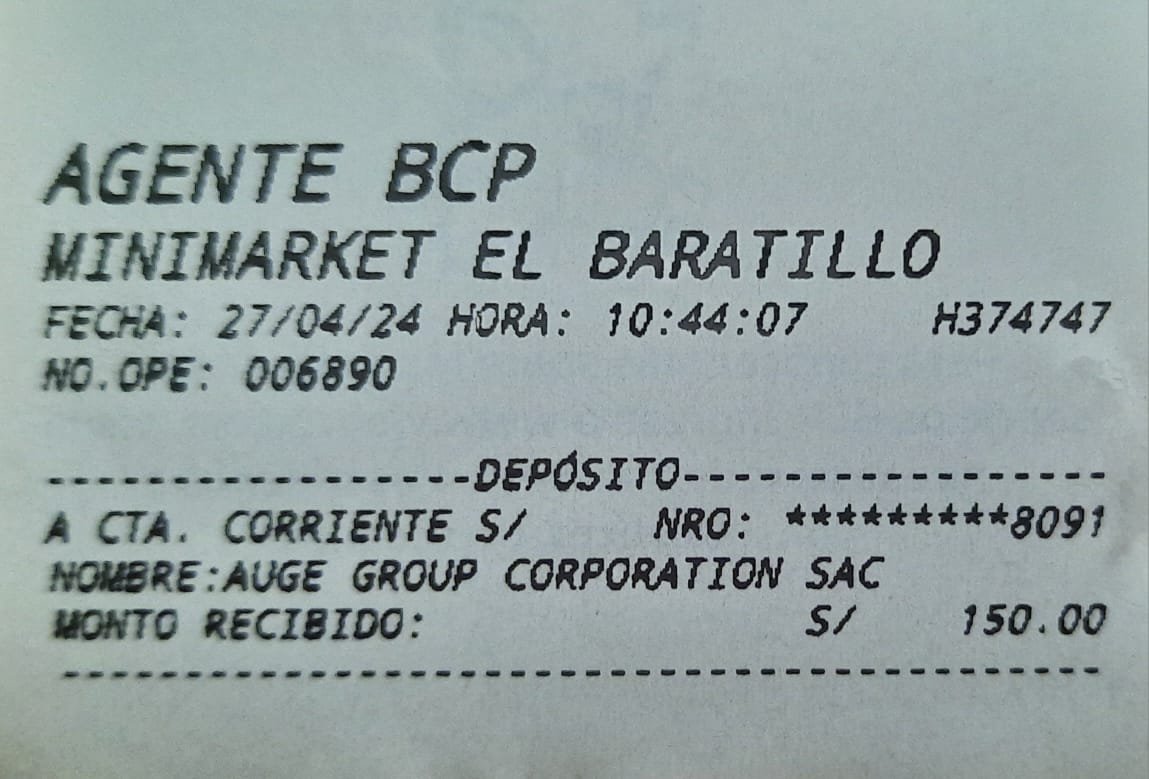 AGENTE BCP
MINIMARKET EL BARATILLO
FECHA: 27/04/24 HORA: 10:44:07 H374747
NO.OPE: 006890
-----------------DEPÓSITO-----------------
A CTA. CORRIENTE S/ NRO: *********8091
NOMBRE:AUGE GROUP CORPORATION SAC
MONTO RECIBIDO: S/ 150.00
------------------------------------------